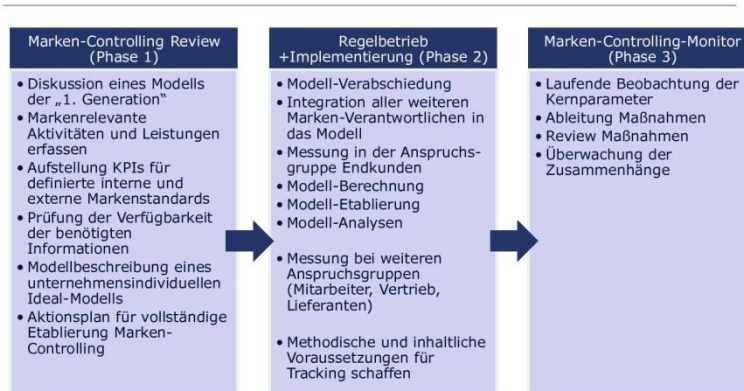 Marken-Controlling Review
(Phase 1)
• Diskussion eines Modells
der „1. Generation“
• Markenrelevante
Aktivitäten und Leistungen
erfassen
• Aufstellung KPIs für
definierte interne und
externe Markenstandards
• Prüfung der Verfügbarkeit
der benötigten
Informationen
• Modellbeschreibung eines
unternehmensindividuellen
Ideal-Modells
• Aktionsplan für vollständige
Etablierung Marken-
Controlling
Regelbetrieb
+Implementierung (Phase 2)
• Modell-Verabschiedung
• Integration aller weiteren
Marken-Verantwortlichen in
das Modell
• Messung in der Anspruchs-
gruppe Endkunden
• Modell-Berechnung
• Modell-Etablierung
• Modell-Analysen
• Messung bei weiteren
Anspruchsgruppen
(Mitarbeiter, Vertrieb,
Lieferanten)
• Methodische und inhaltliche
Voraussetzungen für
Tracking schaffen
Marken-Controlling-Monitor
(Phase 3)
• Laufende Beobachtung der
Kernparameter
• Ableitung Maßnahmen
• Review Maßnahmen
• Überwachung der
Zusammenhänge